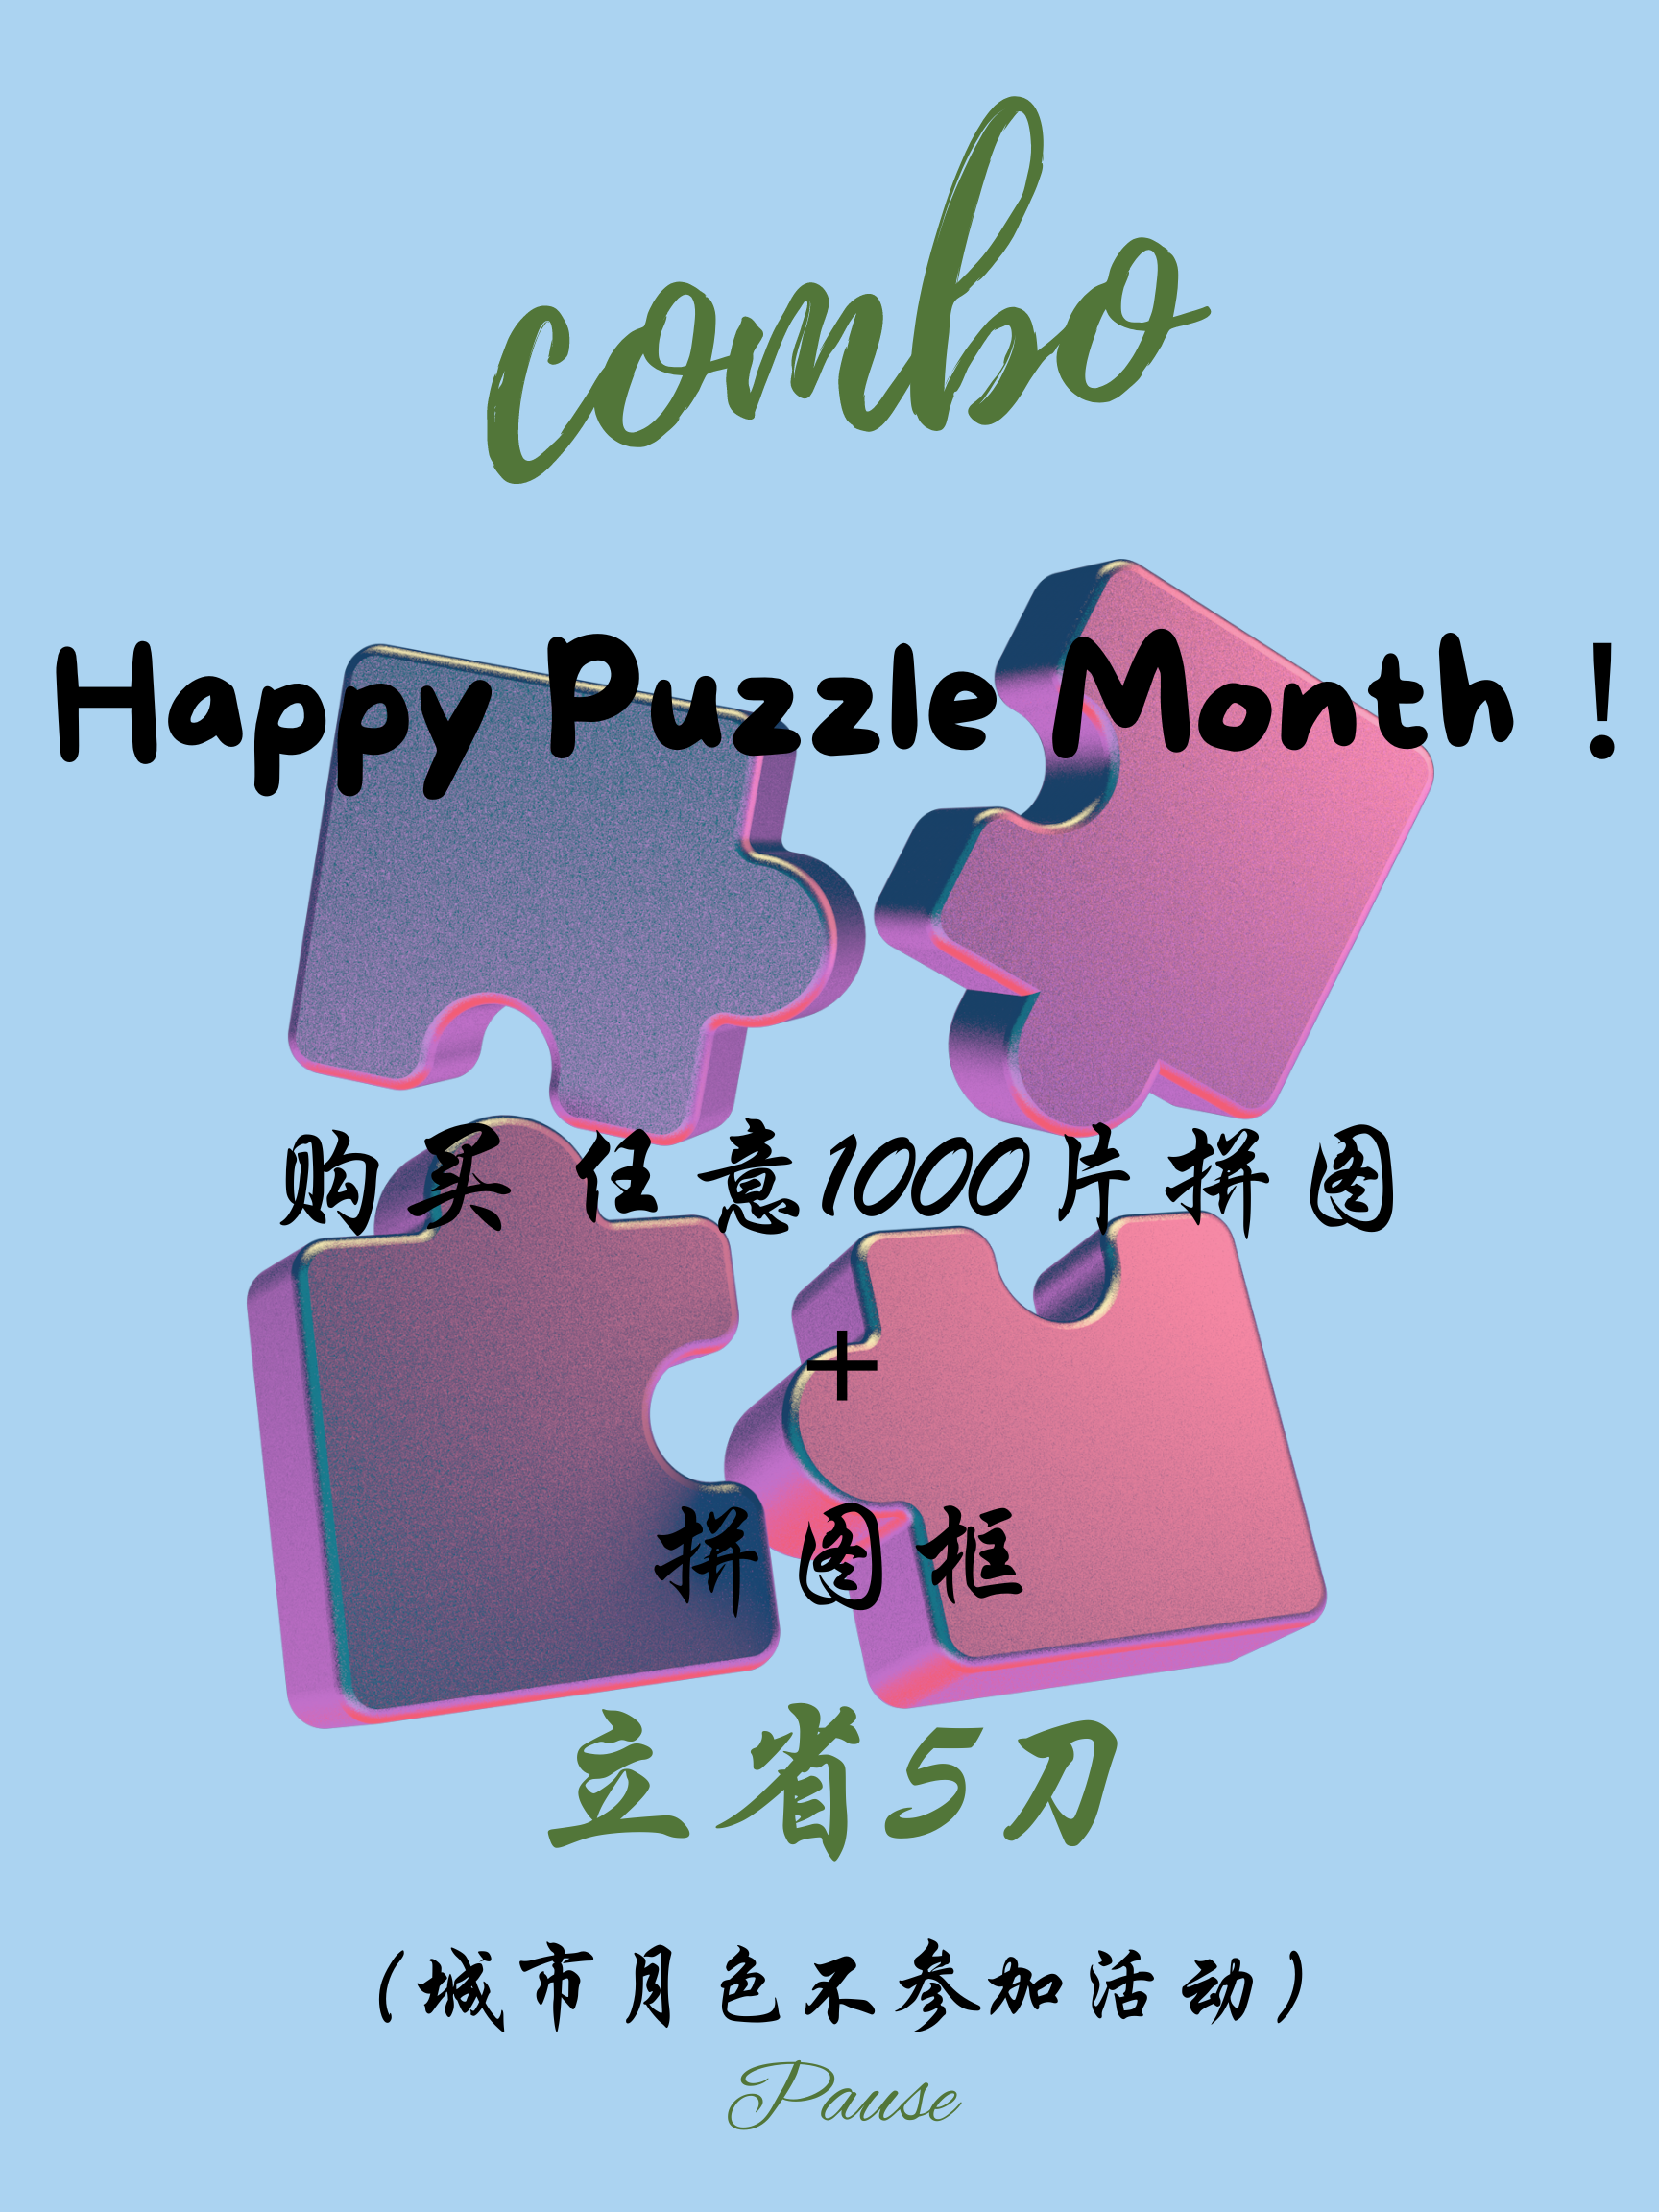 combo
Happy Puzzle Month！
购买任意1000片拼图
+
拼图框
立省5刀
(城市月色不参加活动)
Pause